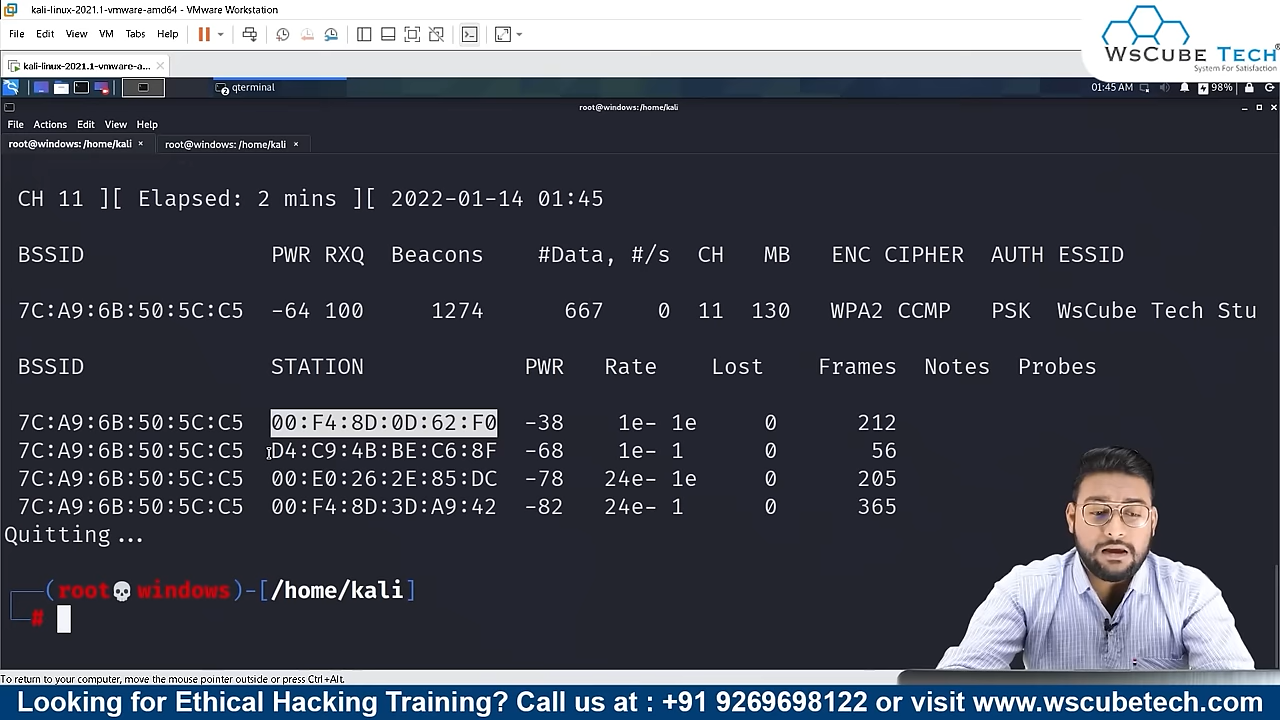 kali-linux-2021.1-vmware-amd64 - VMware Workstation
File Edit View VM Tabs Help
kali-linux-2021.1-vmware-a...
WSCUBE TECH
System For Satisfaction
qterminal
01:45 AM
98%
root@windows:/home/kali
File Actions Edit View Help
root@windows: /home/kali
root@windows: /home/kali
CH 11 ][ Elapsed: 2 mins ][ 2022-01-14 01:45
BSSID PWR RXQ Beacons #Data, #/s CH MB ENC CIPHER AUTH ESSID
7C:A9:6B:50:5C:C5 -64 100 1274 667 0 11 130 WPA2 CCMP PSK WsCube Tech Stu
BSSID STATION PWR Rate Lost Frames Notes Probes
7C:A9:6B:50:5C:C5 00:F4:8D:0D:62:F0 -38 1e- 1e 0 212
7C:A9:6B:50:5C:C5 D4:C9:4B:BE:C6:8F -68 1e- 1 0 56
7C:A9:6B:50:5C:C5 00:E0:26:2E:85:DC -78 24e- 1e 0 205
7C:A9:6B:50:5C:C5 00:F4:8D:3D:A9:42 -82 24e- 1 0 365
Quitting...
(root💀windows)-[/home/kali]
#
To return to your computer, move the mouse pointer outside or press Ctrl+Alt.
Looking for Ethical Hacking Training? Call us at : +91 9269698122 or visit www.wscubetech.com